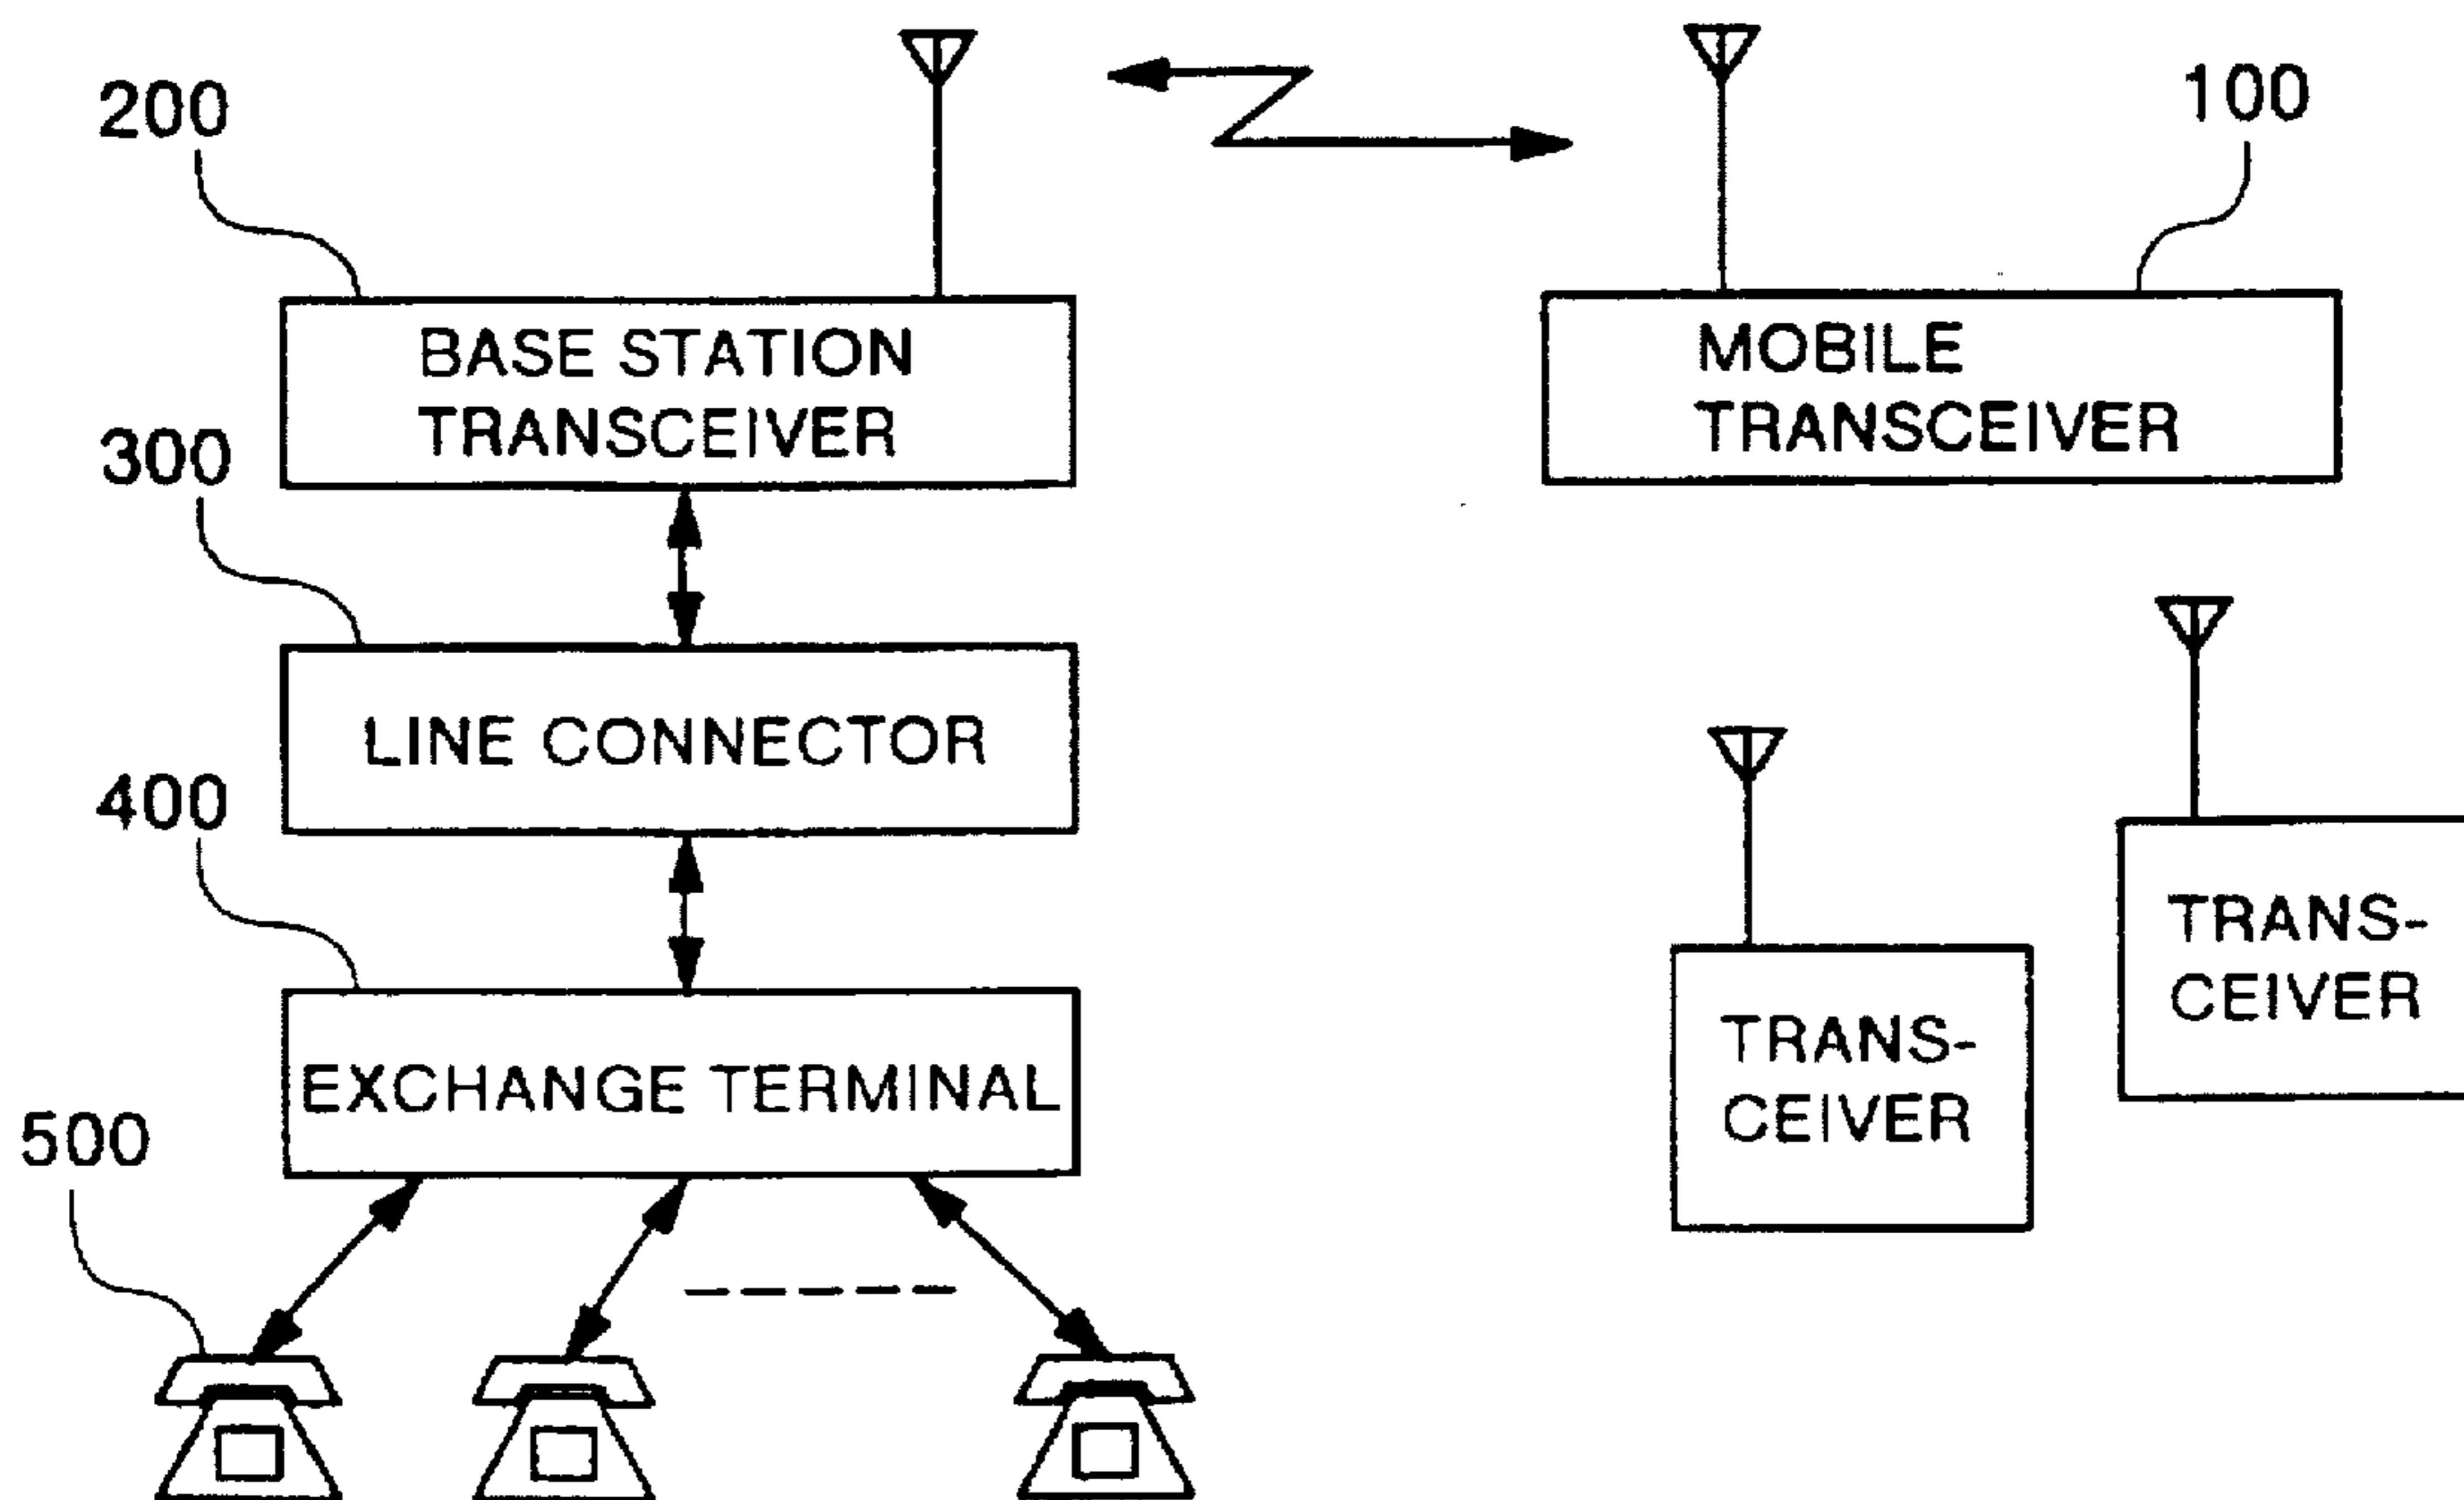 200
100
BASE STATION
TRANSCEIVER
MOBILE
TRANSCEIVER
300
LINE CONNECTOR
400
TRANS-
CEIVER
TRANS-
CEIVER
EXCHANGE TERMINAL
500